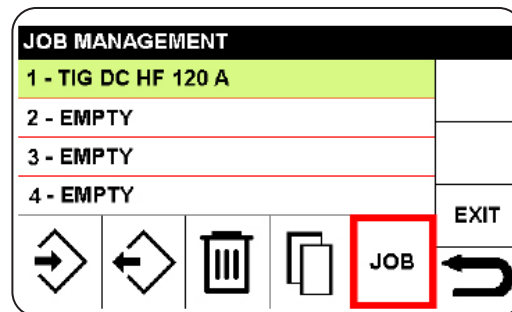 JOB MANAGEMENT
1 - TIG DC HF 120 A
2 - EMPTY
3 - EMPTY
4 - EMPTY
EXIT
JOB